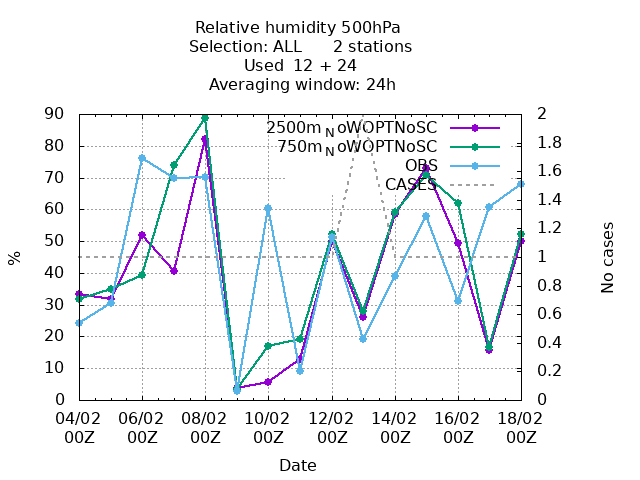 Relative humidity 500hPa
Selection: ALL      2 stations
Used  12 + 24
Averaging window: 24h
90 2
80 1.8
70 1.6
60 1.4
50 1.2
40 1
30 0.8
20 0.6
10 0.4
0 0.2
0
2500m NoWOPTNoSC
750m NoWOPTNoSC
OBS
CASES
%
No cases
04/02 06/02 08/02 10/02 12/02 14/02 16/02 18/02
00Z 00Z 00Z 00Z 00Z 00Z 00Z 00Z
Date